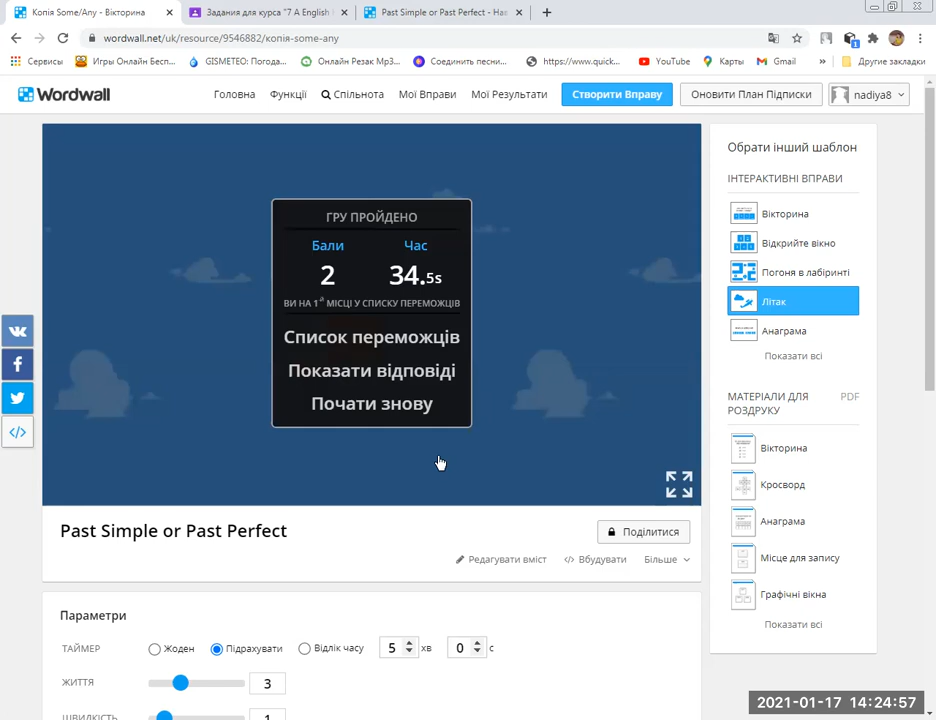 Копія Some/Any - Вікторина
Задания для курса "7 A English
Past Simple or Past Perfect - Нав
wordwall.net/uk/resource/9546882/копія-some-any
Сервисы
Игры Онлайн Бесп...
GISMETEO: Погода...
Онлайн Резак Mp3...
Соединить песни...
https://www.quick...
YouTube
Карты
Gmail
»
Другие закладки
Wordwall
Головна
Функції
Спільнота
Мої Вправи
Мої Результати
Створити Вправу
Оновити План Підписки
nadiya8
ГРУ ПРОЙДЕНО
Бали Час
2 34.5s
ВИ НА 1й МІСЦІ У СПИСКУ ПЕРЕМОЖЦІВ
Список переможців
Показати відповіді
Почати знову
Past Simple or Past Perfect
Поділитися
Редагувати вміст
</> Вбудувати
Більше
Параметри
ТАЙМЕР
Жоден
Підрахувати
Відлік часу
5 хв
0 с
ЖИТТЯ
3
ШВИДКІСТЬ
1
Обрати інший шаблон
ІНТЕРАКТИВНІ ВПРАВИ
Вікторина
Відкрийте вікно
Погоня в лабіринті
Літак
Анаграма
Показати всі
МАТЕРІАЛИ ДЛЯ РОЗДРУКУ PDF
Вікторина
Кросворд
Анаграма
Місце для запису
Графічні вікна
Показати всі
2021-01-17 14:24:57